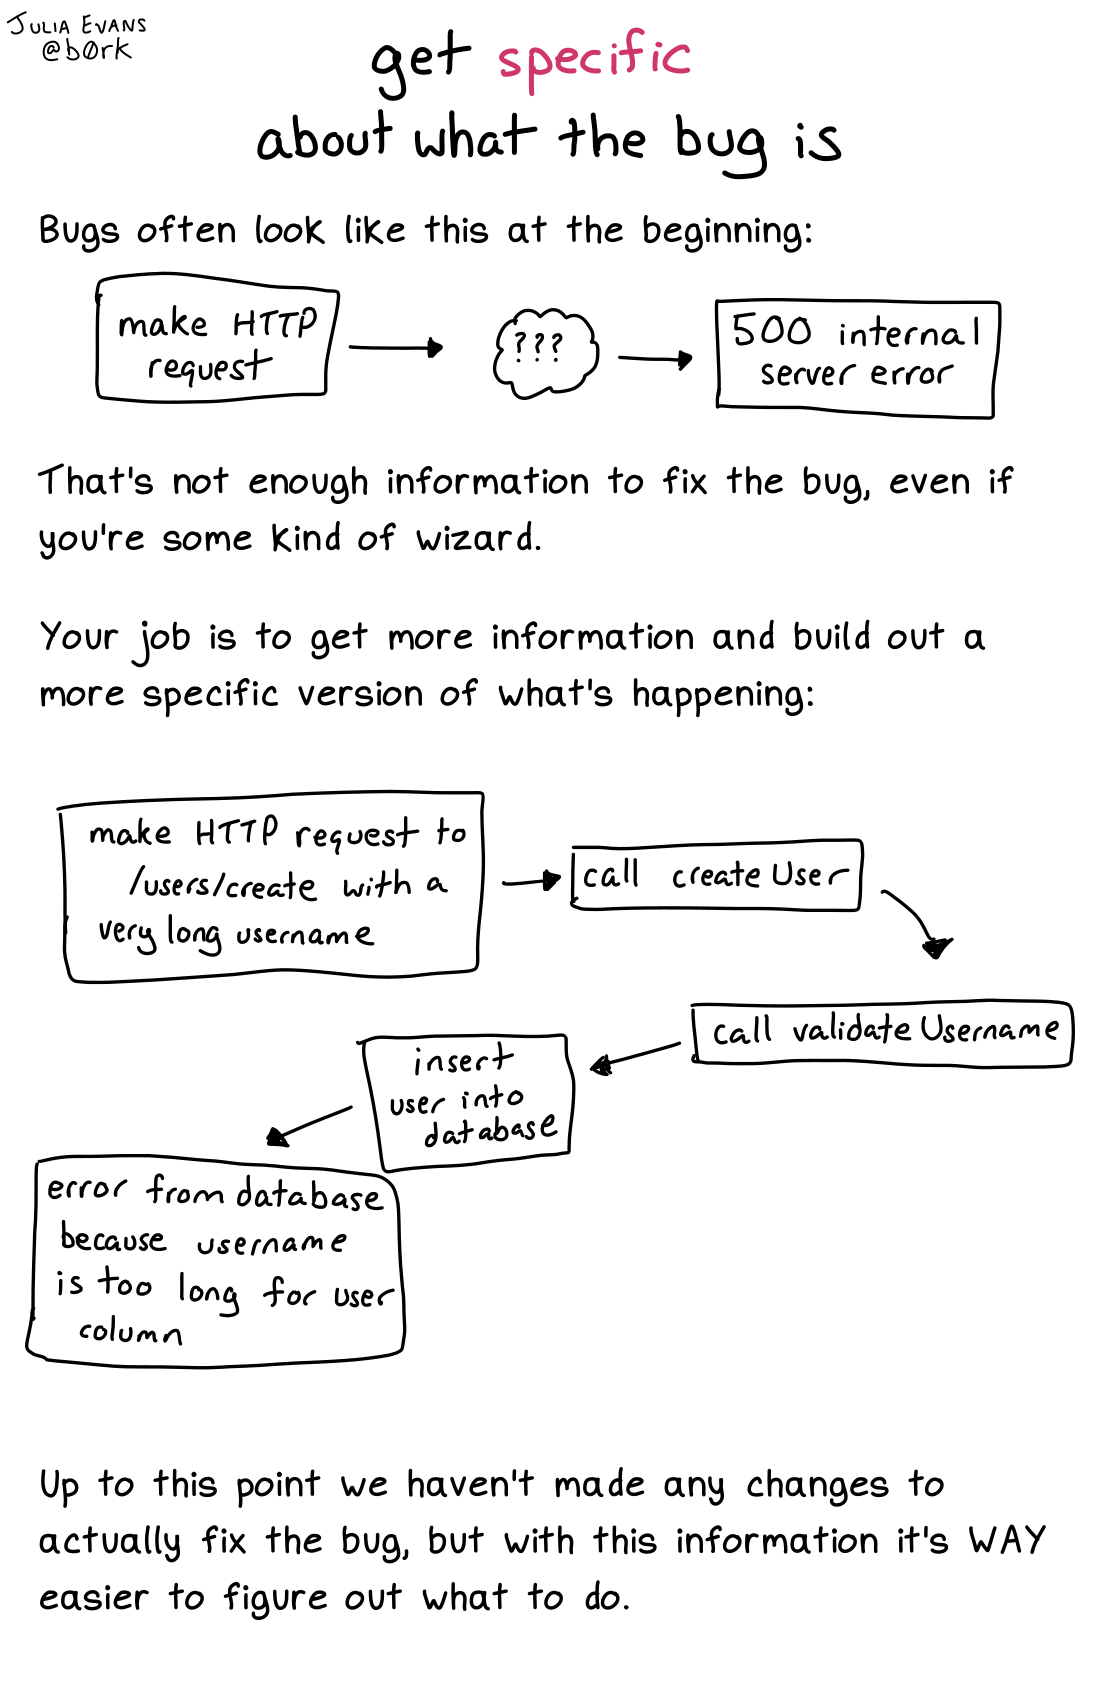 JULIA EVANS
@b0rk
get specific
about what the bug is
Bugs often look like this at the beginning:
make HTTP
request
???
500 internal
server error
That's not enough information to fix the bug, even if
you're some kind of wizard.
Your job is to get more information and build out a
more specific version of what's happening:
make HTTP request to
/users/create with a
very long username
call createUser
call validateUsername
insert
user into
database
error from database
because username
is too long for user
column
Up to this point we haven't made any changes to
actually fix the bug, but with this information it's WAY
easier to figure out what to do.